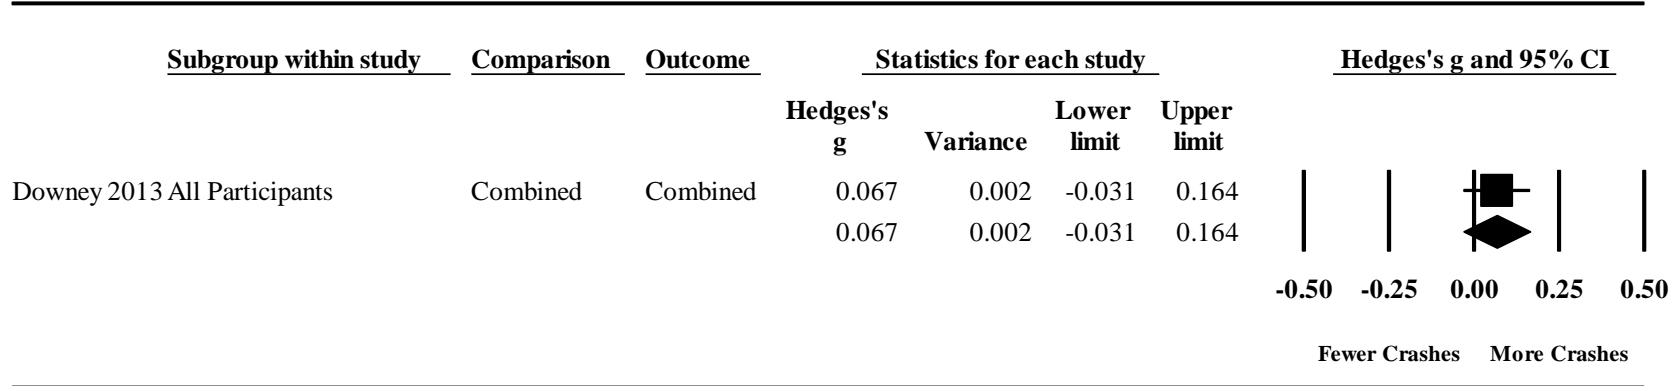 Subgroup within study Comparison Outcome Statistics for each study Hedges's g and 95% CI
Hedges's Lower Upper
g Variance limit limit
Downey 2013 All Participants Combined Combined 0.067 0.002 -0.031 0.164
0.067 0.002 -0.031 0.164
-0.50 -0.25 0.00 0.25 0.50
Fewer Crashes More Crashes